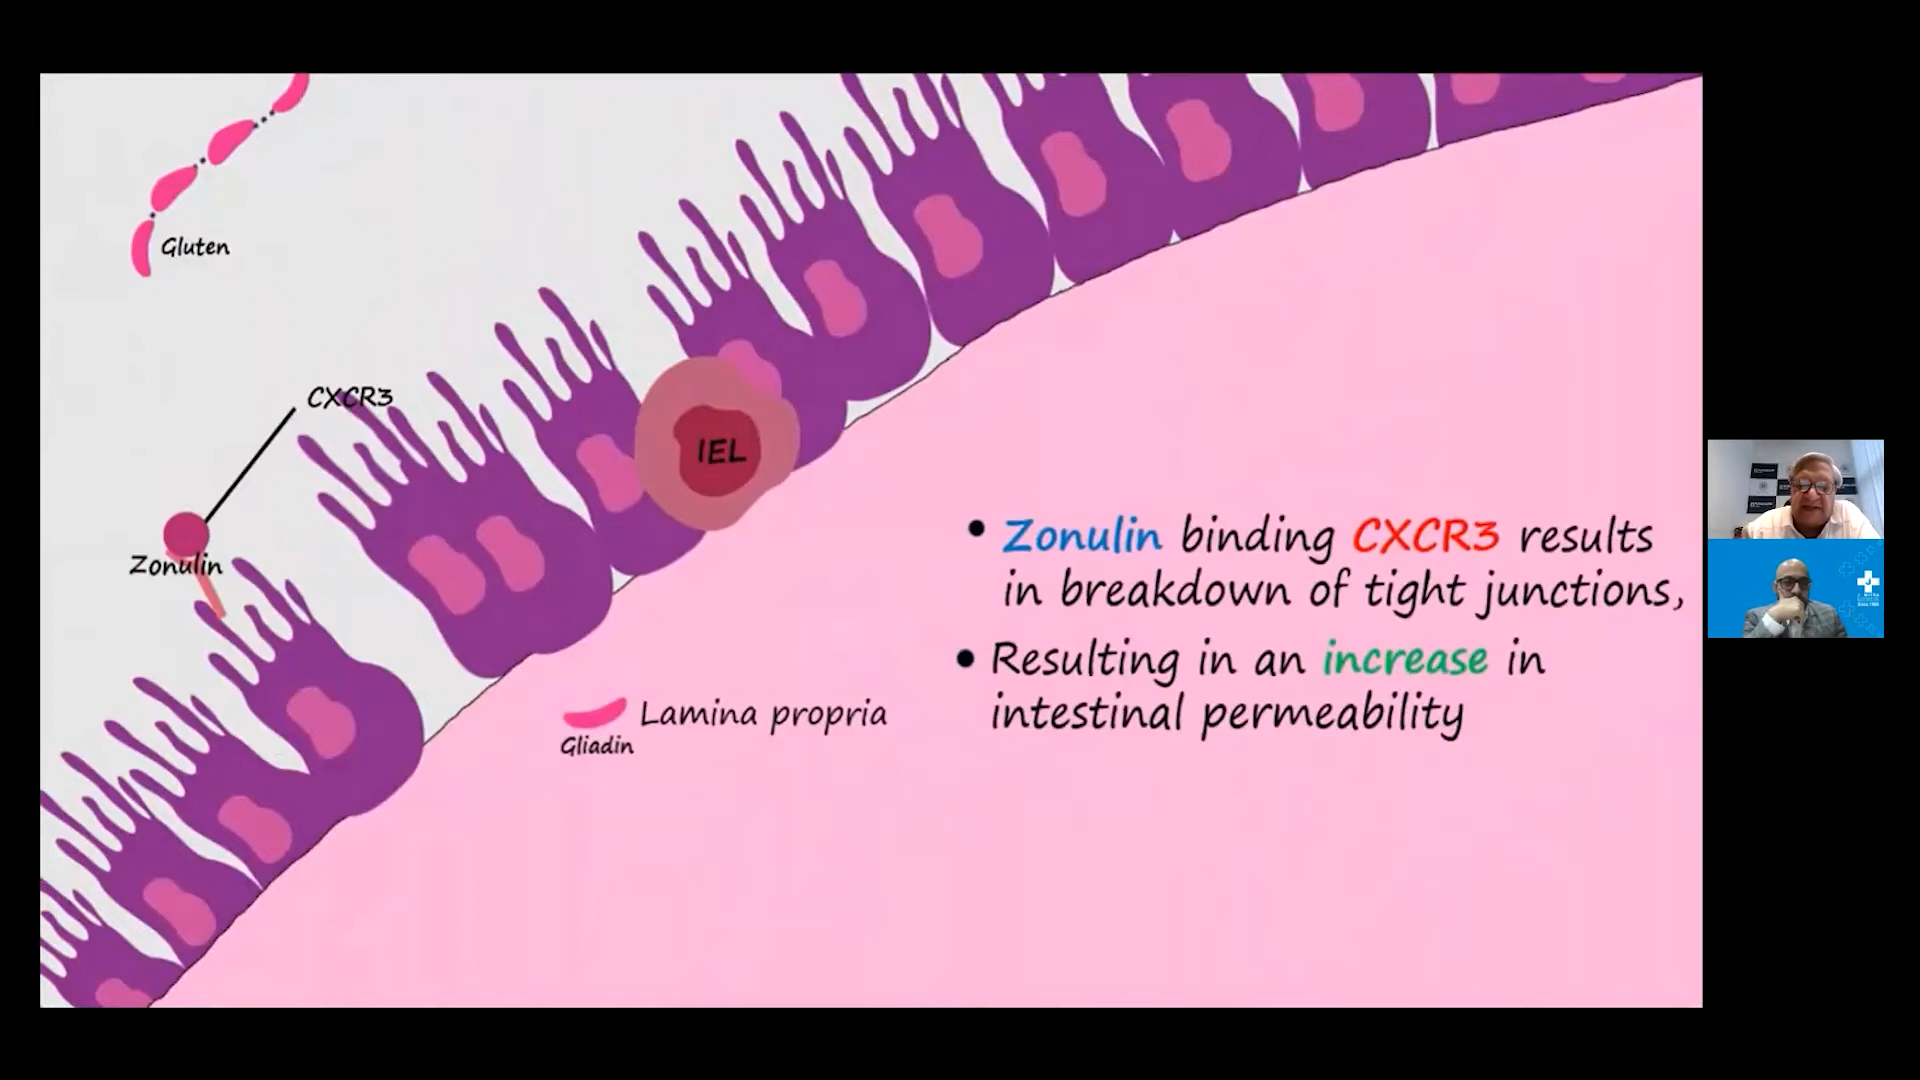 Gluten
CXCR3
Zonulin
IEL
Lamina propria
Gliadin
• Zonulin binding CXCR3 results
in breakdown of tight junctions,
• Resulting in an increase in
intestinal permeability